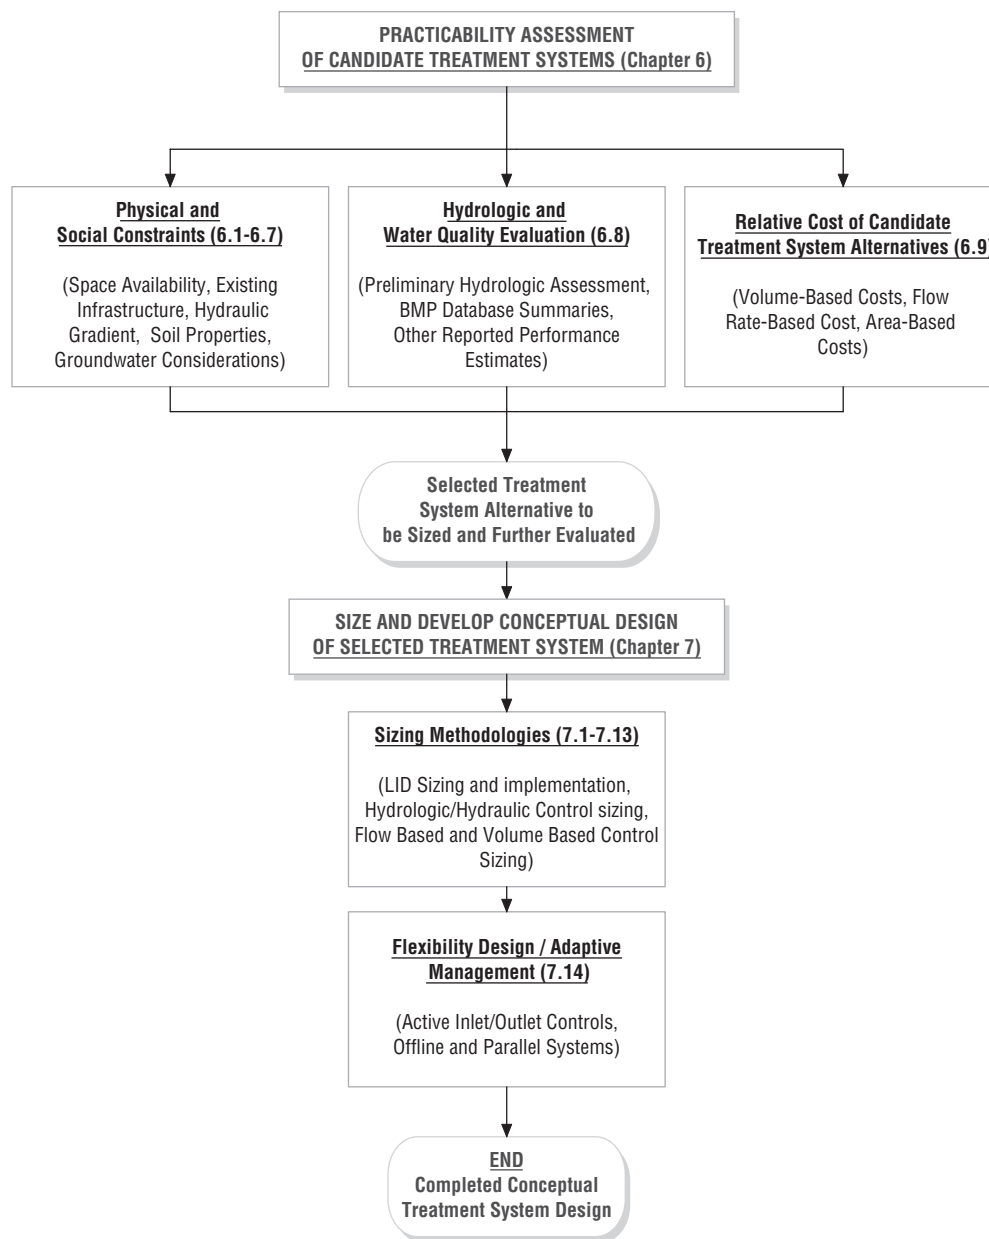 PRACTICABILITY ASSESSMENT
OF CANDIDATE TREATMENT SYSTEMS (Chapter 6)
Physical and
Social Constraints (6.1-6.7)
(Space Availability, Existing
Infrastructure, Hydraulic
Gradient, Soil Properties,
Groundwater Considerations)
Hydrologic and
Water Quality Evaluation (6.8)
(Preliminary Hydrologic Assessment,
BMP Database Summaries,
Other Reported Performance
Estimates)
Relative Cost of Candidate
Treatment System Alternatives (6.9)
(Volume-Based Costs, Flow
Rate-Based Cost, Area-Based
Costs)
Selected Treatment
System Alternative to
be Sized and Further Evaluated
SIZE AND DEVELOP CONCEPTUAL DESIGN
OF SELECTED TREATMENT SYSTEM (Chapter 7)
Sizing Methodologies (7.1-7.13)
(LID Sizing and implementation,
Hydrologic/Hydraulic Control sizing,
Flow Based and Volume Based Control
Sizing)
Flexibility Design / Adaptive
Management (7.14)
(Active Inlet/Outlet Controls,
Offline and Parallel Systems)
END
Completed Conceptual
Treatment System Design